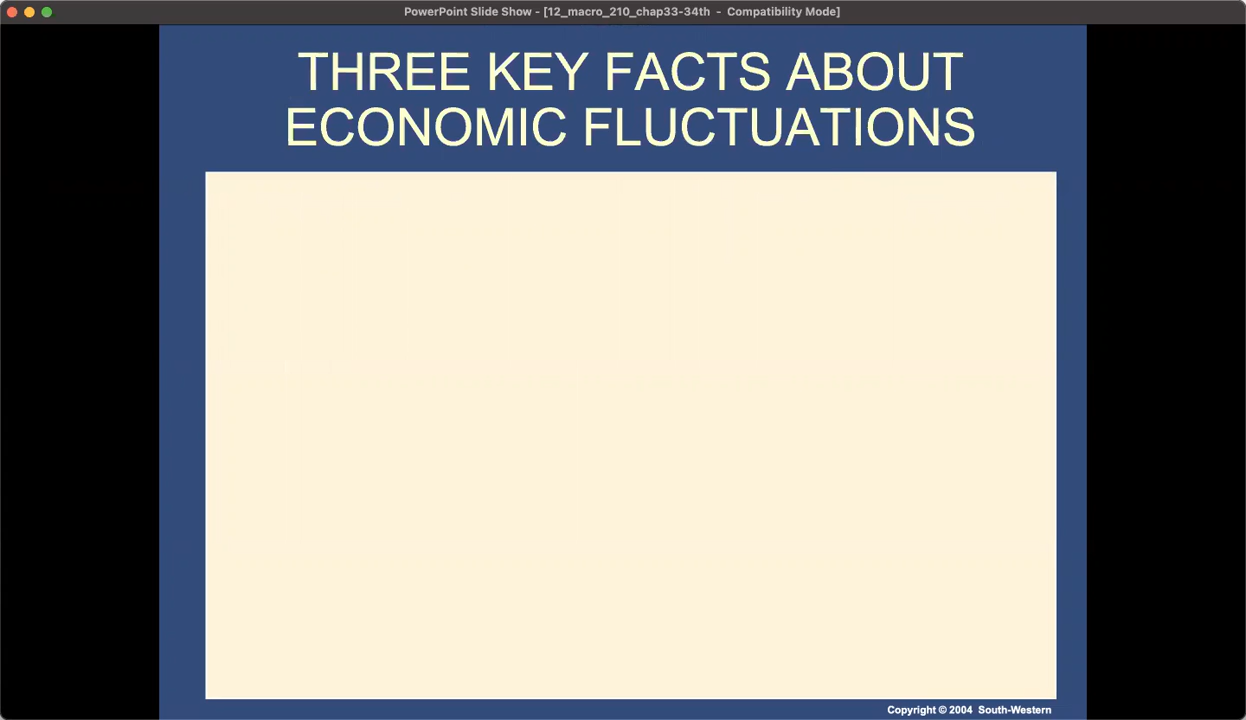 PowerPoint Slide Show - [12_macro_210_chap33-34th - Compatibility Mode]
THREE KEY FACTS ABOUT
ECONOMIC FLUCTUATIONS
Copyright © 2004 South-Western